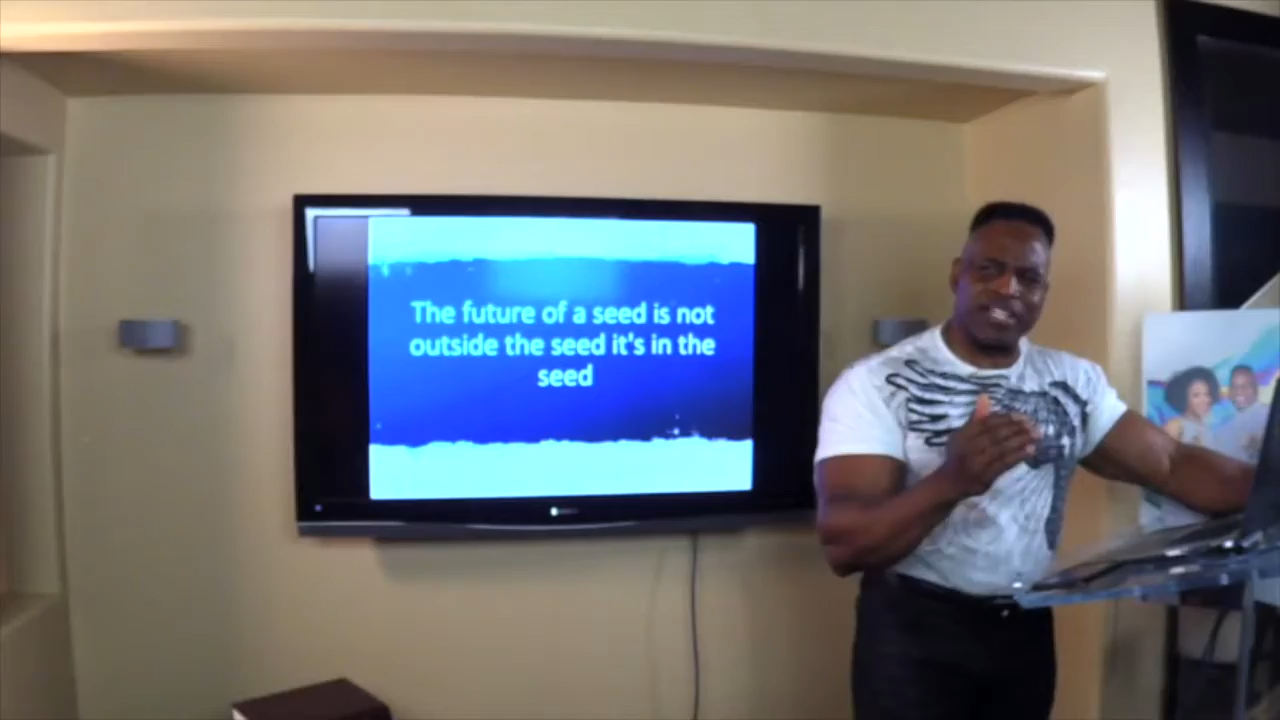 The future of a seed is not
outside the seed it's in the
seed